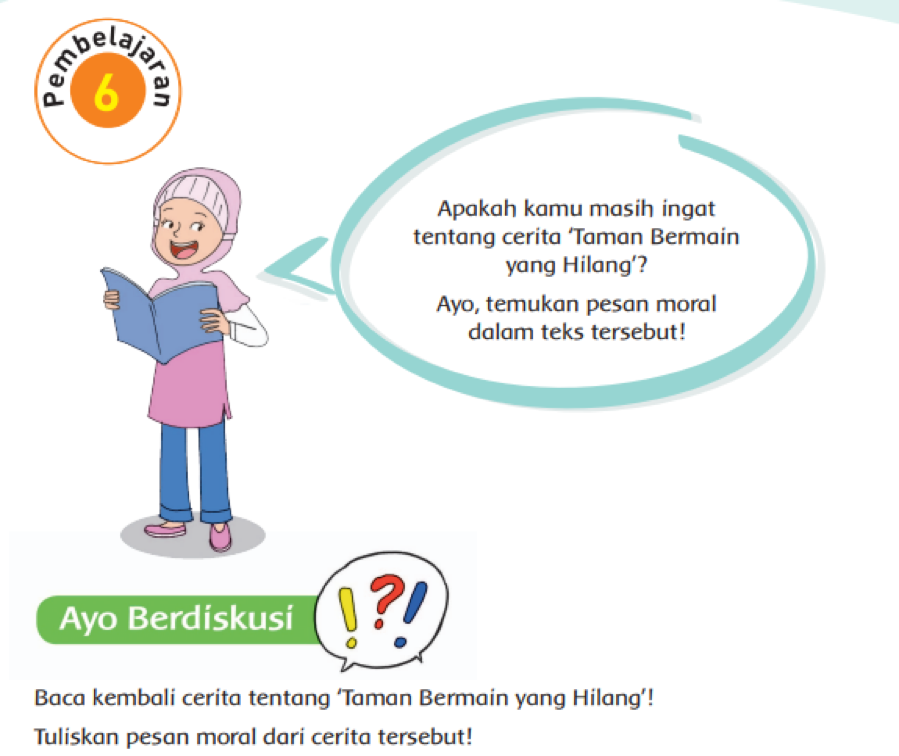 Pembelajaran
6
Apakah kamu masih ingat
tentang cerita 'Taman Bermain
yang Hilang'?
Ayo, temukan pesan moral
dalam teks tersebut!
Ayo Berdiskusi
!?!
Baca kembali cerita tentang 'Taman Bermain yang Hilang'!
Tuliskan pesan moral dari cerita tersebut!